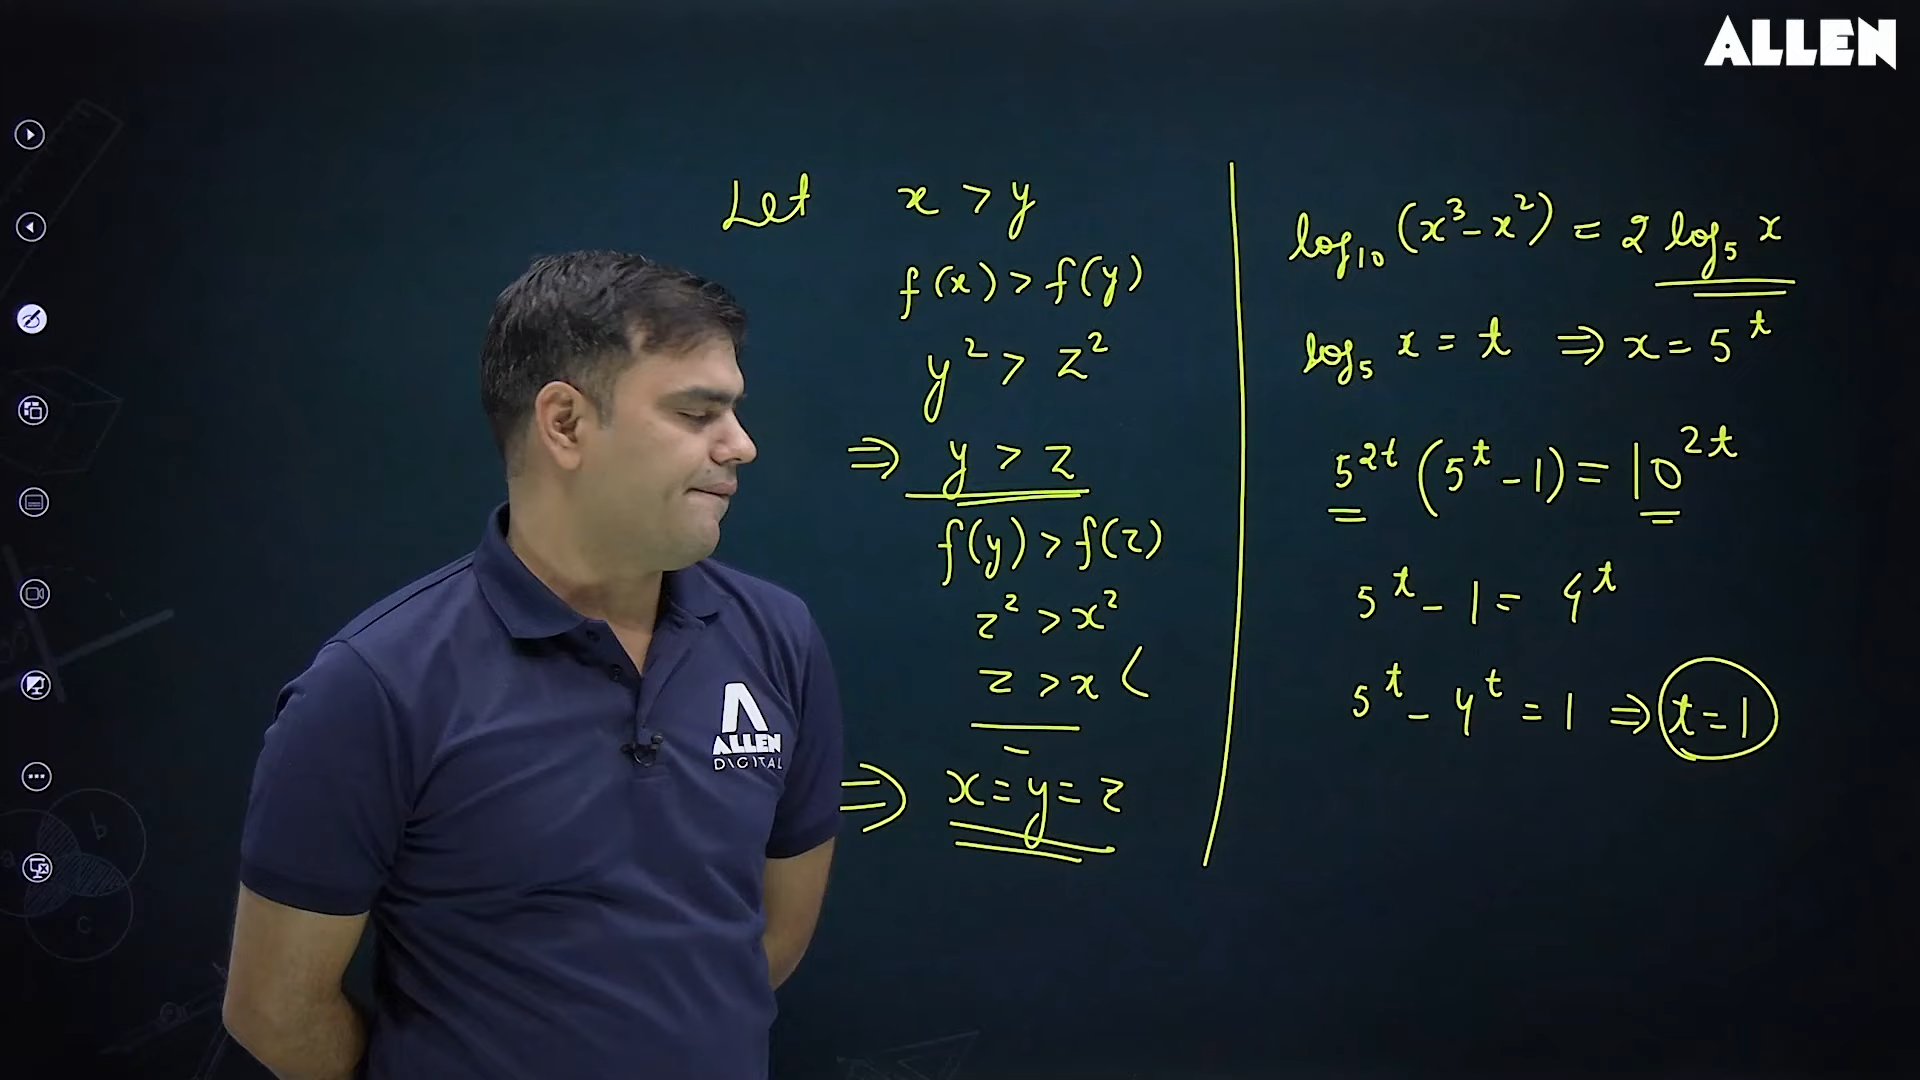 ALLEN
Let x > y
f(x) > f(y)
y² > z²
⇒ y > z
f(y) > f(z)
z² > x²
z > x <
⇒ x = y = z
log₁₀ (x³ - x²) = 2 log₅ x
log₅ x = t ⇒ x = 5^t
5^2t (5^t - 1) = 10^2t
5^t - 1 = 4^t
5^t - 4^t = 1 ⇒ t = 1
ALLEN
DIGITAL
b
a
c